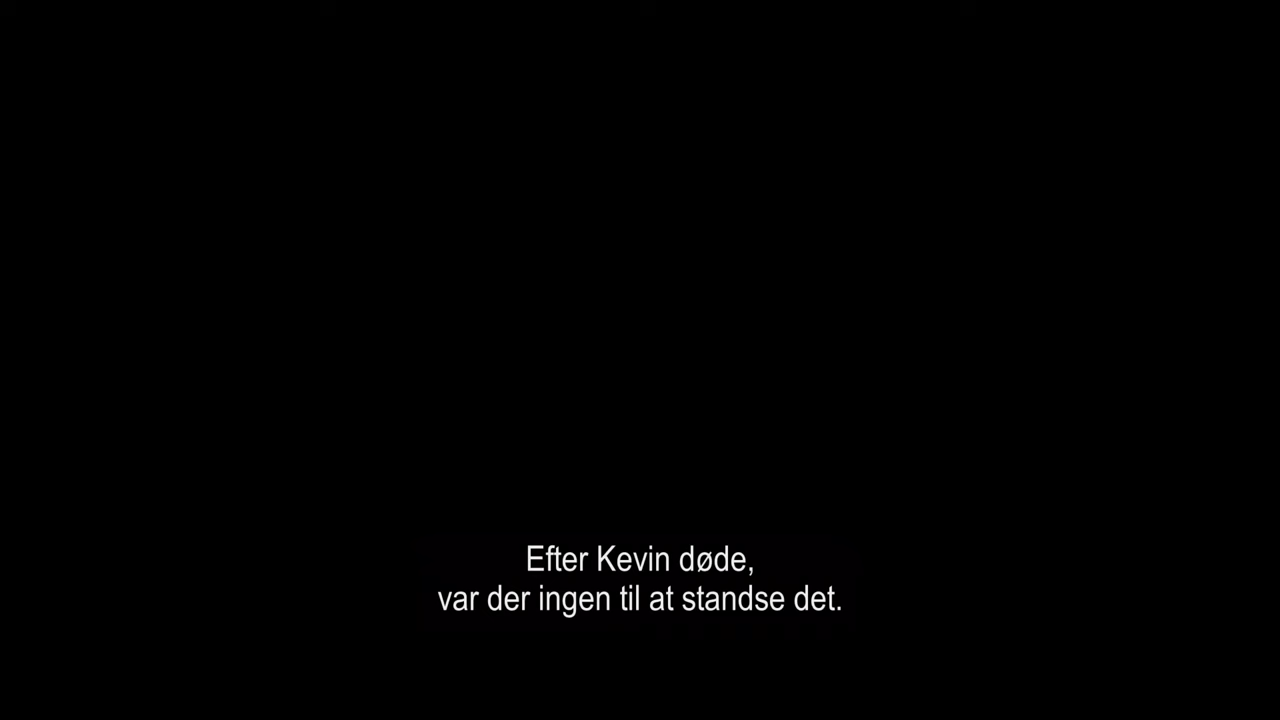 Efter Kevin døde,
var der ingen til at standse det.